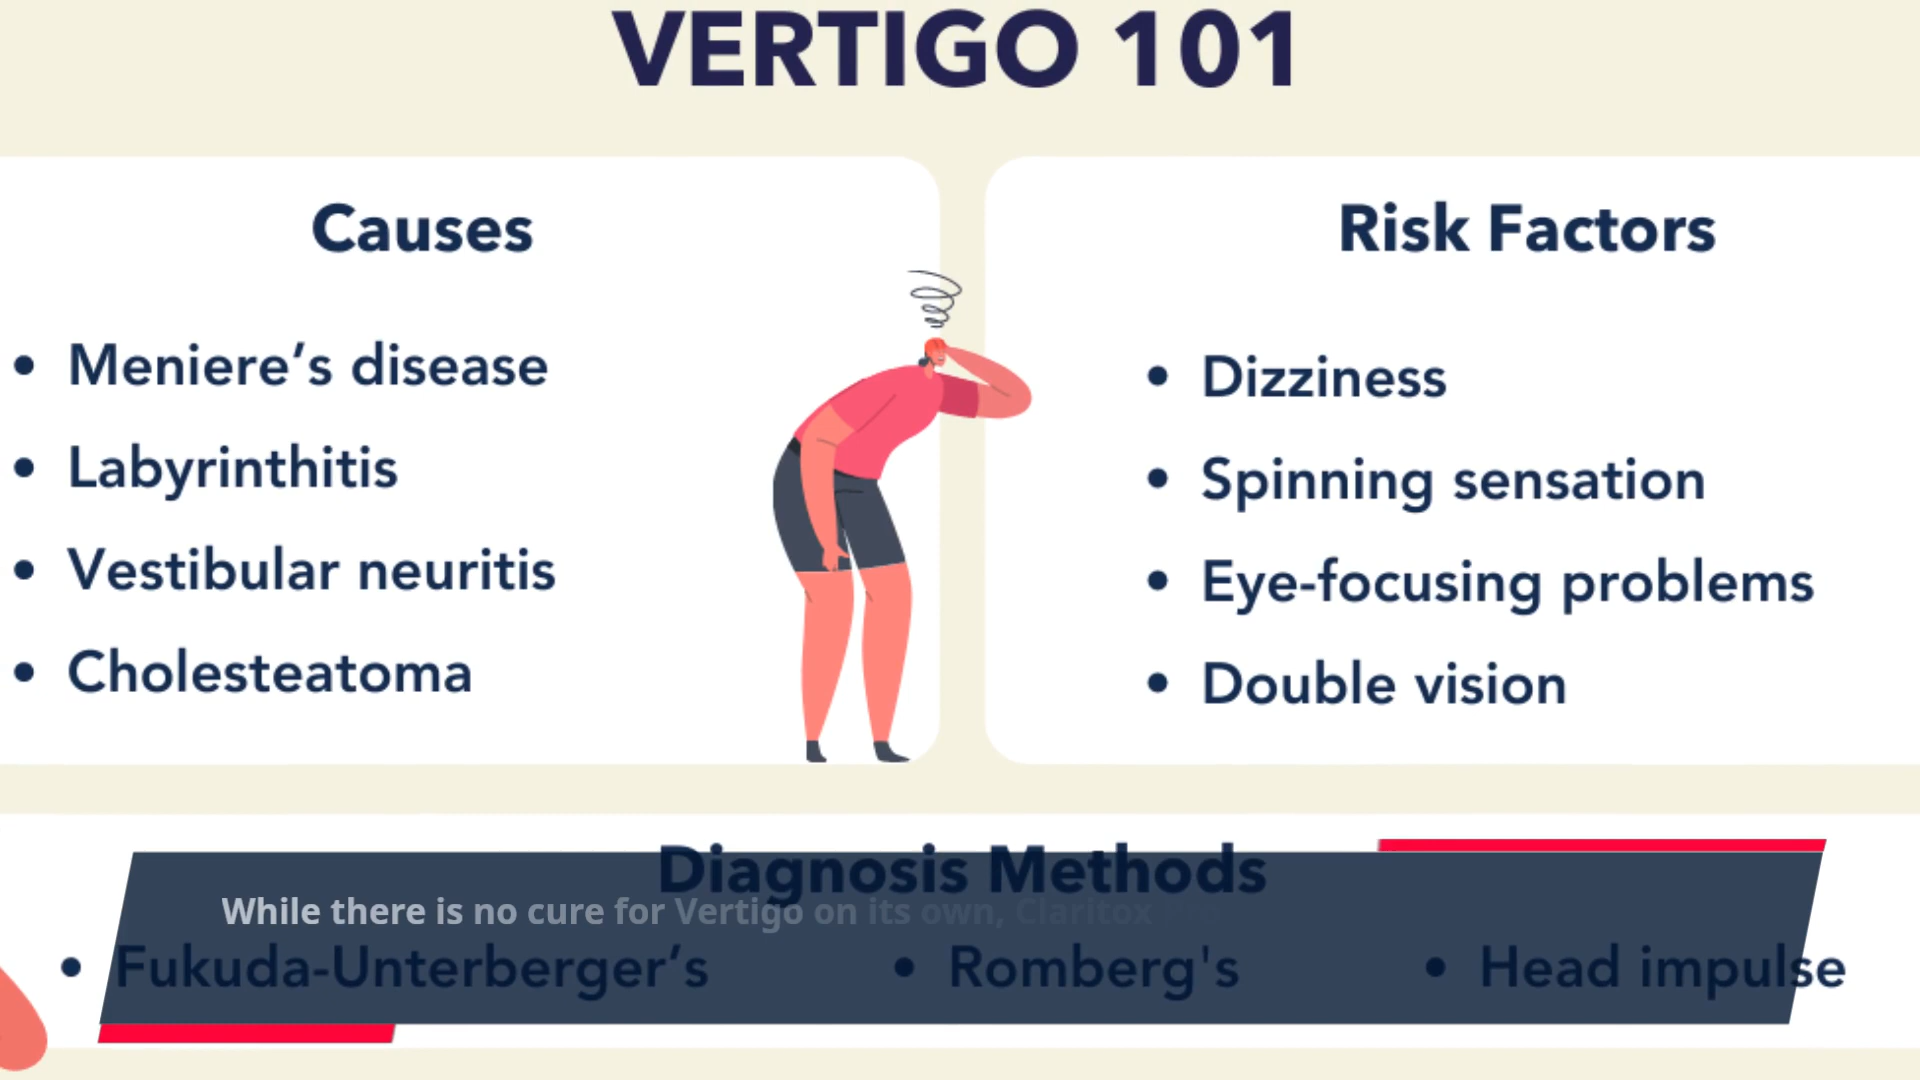 VERTIGO 101
Causes
• Meniere’s disease
• Labyrinthitis
• Vestibular neuritis
• Cholesteatoma
Risk Factors
• Dizziness
• Spinning sensation
• Eye-focusing problems
• Double vision
Diagnosis Methods
While there is no cure for Vertigo on its own, Claritox
• Fukuda-Unterberger’s • Romberg's • Head impulse